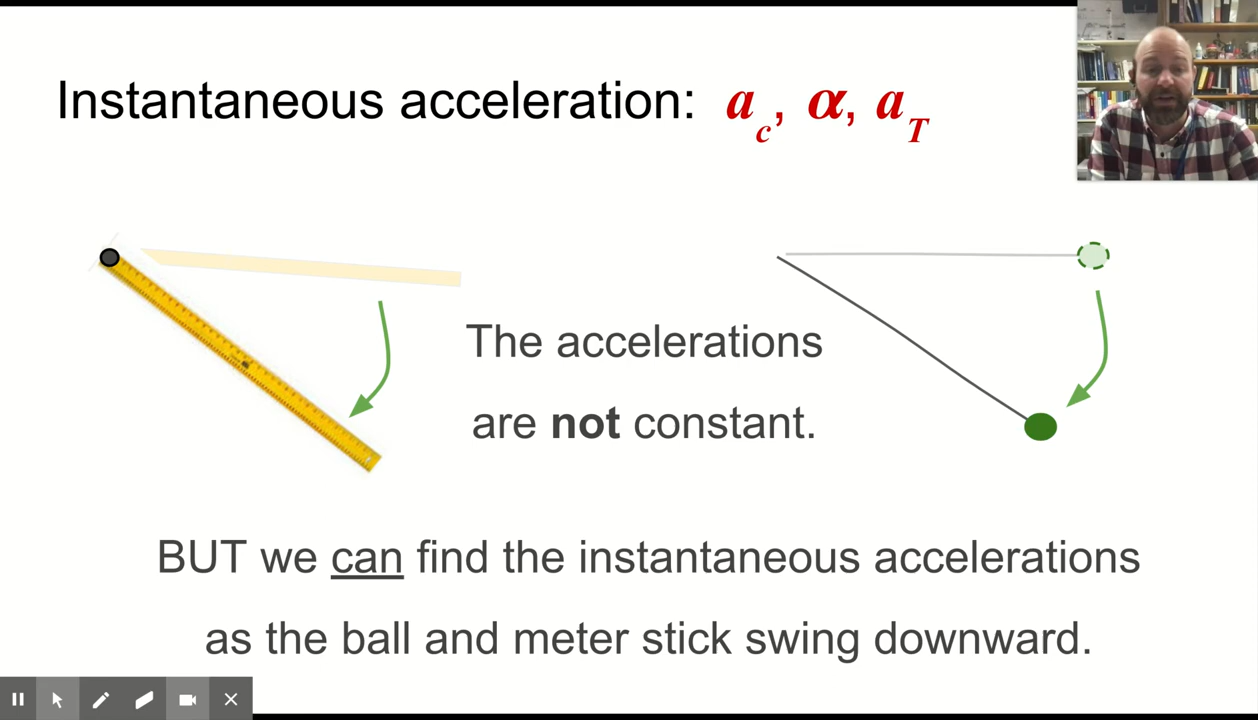 Instantaneous acceleration: a_c, α, a_T
The accelerations
are not constant.
BUT we can find the instantaneous accelerations
as the ball and meter stick swing downward.